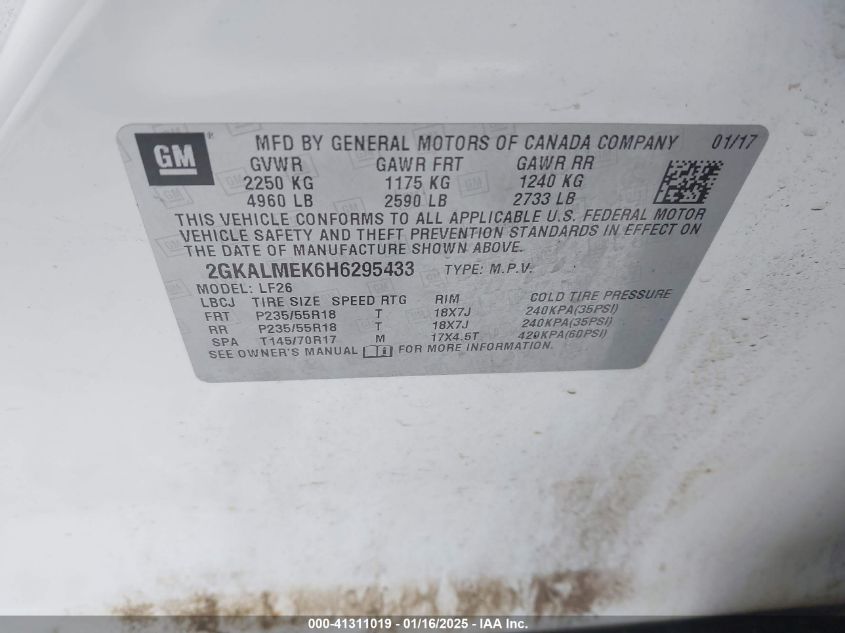 GM® MFD BY GENERAL MOTORS OF CANADA COMPANY 01/17
GVWR GAWR FRT GAWR RR
2250 KG 1175 KG 1240 KG
4960 LB 2590 LB 2733 LB
THIS VEHICLE CONFORMS TO ALL APPLICABLE U.S. FEDERAL MOTOR
VEHICLE SAFETY AND THEFT PREVENTION STANDARDS IN EFFECT ON
THE DATE OF MANUFACTURE SHOWN ABOVE.
2GKALMEK6H6295433 TYPE: M.P.V.
MODEL: LF26
LBCJ TIRE SIZE SPEED RTG RIM COLD TIRE PRESSURE
FRT P235/55R18 T 18X7J 240KPA(35PSI)
RR P235/55R18 T 18X7J 240KPA(35PSI)
SPA T145/70R17 M 17X4.5T 420KPA(60PSI)
SEE OWNER'S MANUAL FOR MORE INFORMATION.
000-41311019 - 01/16/2025 - IAA Inc.